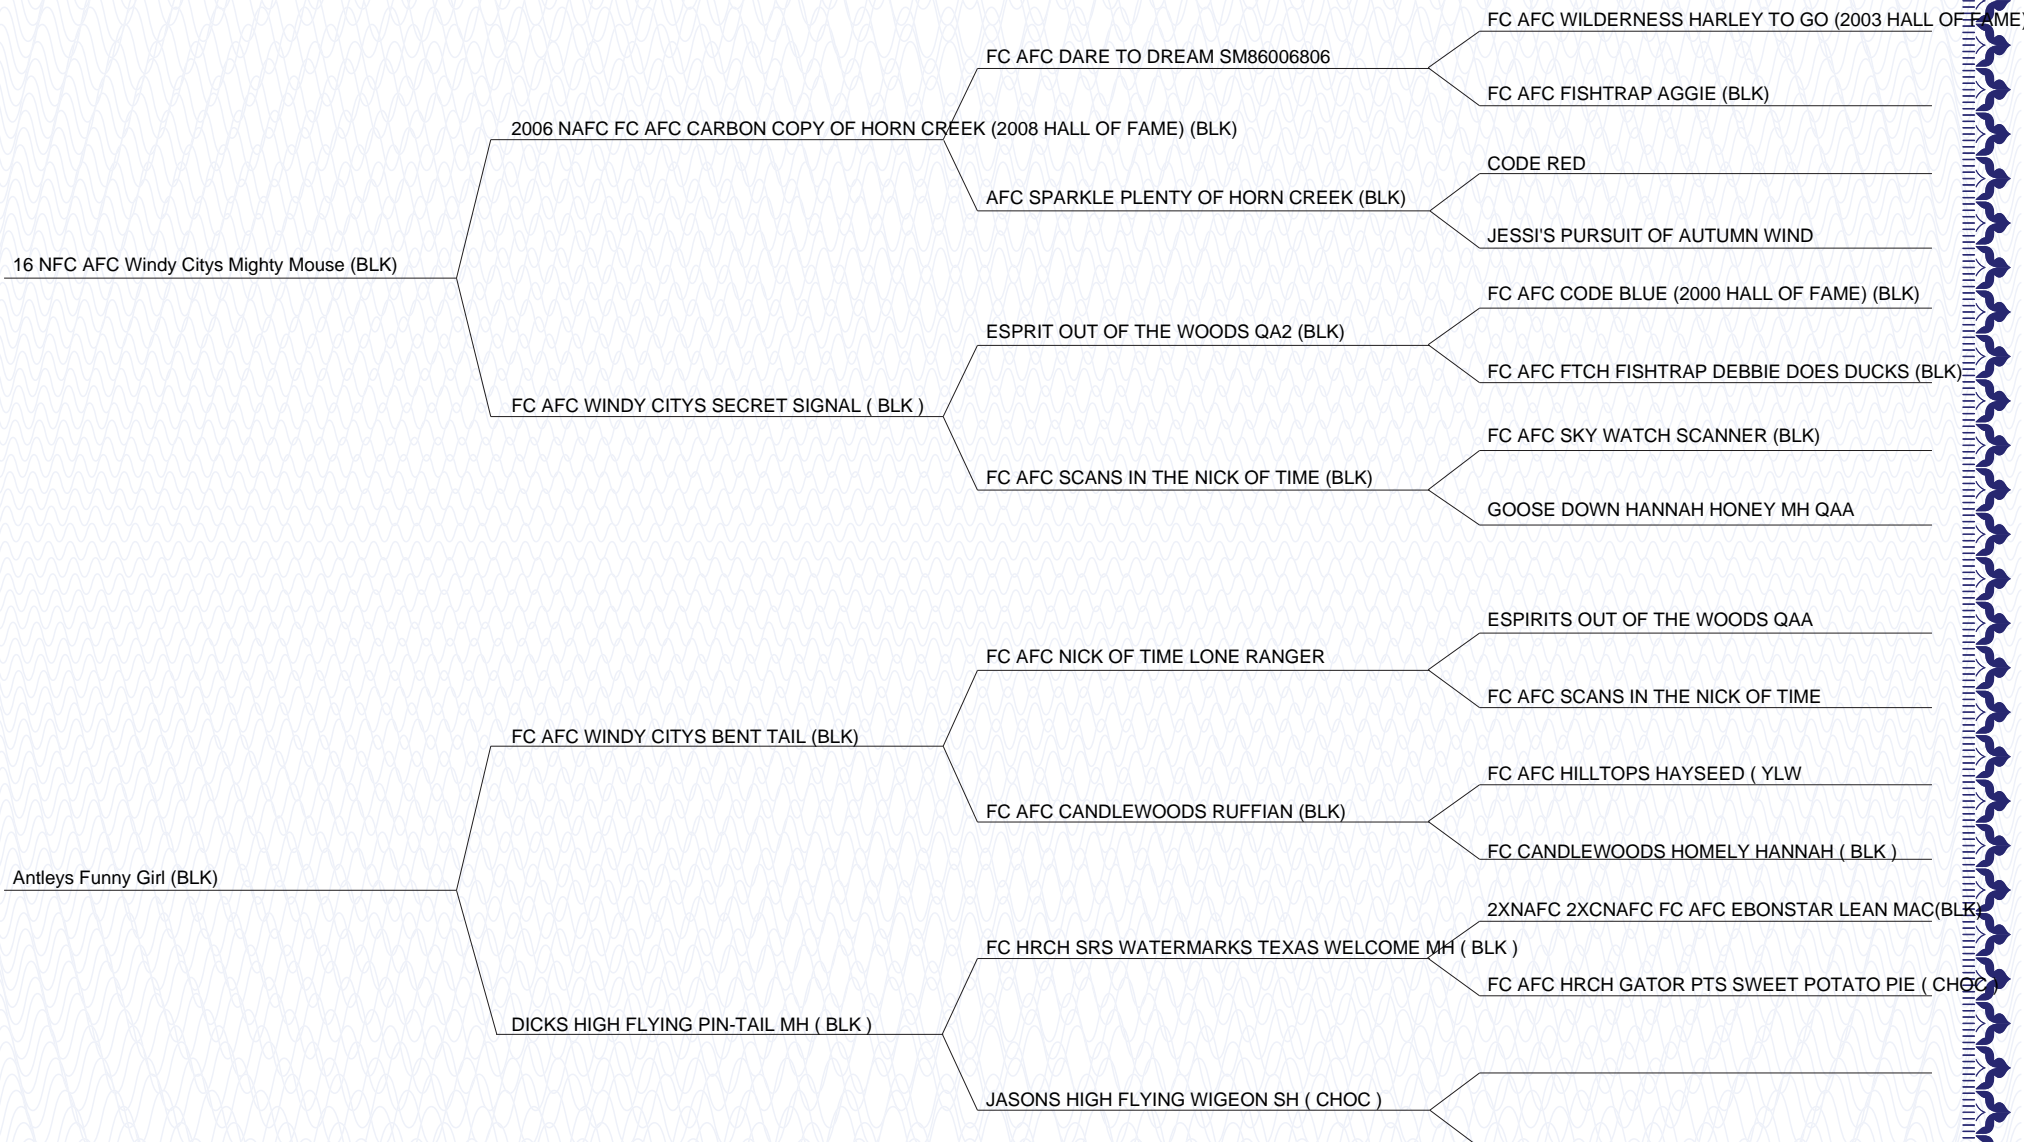 FC AFC WILDERNESS HARLEY TO GO (2003 HALL OF FAME)
FC AFC DARE TO DREAM SM86006806
FC AFC FISHTRAP AGGIE (BLK)
2006 NAFC FC AFC CARBON COPY OF HORN CREEK (2008 HALL OF FAME) (BLK)
CODE RED
AFC SPARKLE PLENTY OF HORN CREEK (BLK)
JESSI'S PURSUIT OF AUTUMN WIND
16 NFC AFC Windy Citys Mighty Mouse (BLK)
FC AFC CODE BLUE (2000 HALL OF FAME) (BLK)
ESPRIT OUT OF THE WOODS QA2 (BLK)
FC AFC FTCH FISHTRAP DEBBIE DOES DUCKS (BLK)
FC AFC WINDY CITYS SECRET SIGNAL ( BLK )
FC AFC SKY WATCH SCANNER (BLK)
FC AFC SCANS IN THE NICK OF TIME (BLK)
GOOSE DOWN HANNAH HONEY MH QAA
ESPIRITS OUT OF THE WOODS QAA
FC AFC NICK OF TIME LONE RANGER
FC AFC SCANS IN THE NICK OF TIME
FC AFC WINDY CITYS BENT TAIL (BLK)
FC AFC HILLTOPS HAYSEED ( YLW
FC AFC CANDLEWOODS RUFFIAN (BLK)
FC CANDLEWOODS HOMELY HANNAH ( BLK )
Antleys Funny Girl (BLK)
2XNAFC 2XCNAFC FC AFC EBONSTAR LEAN MAC(BLK)
FC HRCH SRS WATERMARKS TEXAS WELCOME MH ( BLK )
FC AFC HRCH GATOR PTS SWEET POTATO PIE ( CHOC )
DICKS HIGH FLYING PIN-TAIL MH ( BLK )
JASONS HIGH FLYING WIGEON SH ( CHOC )